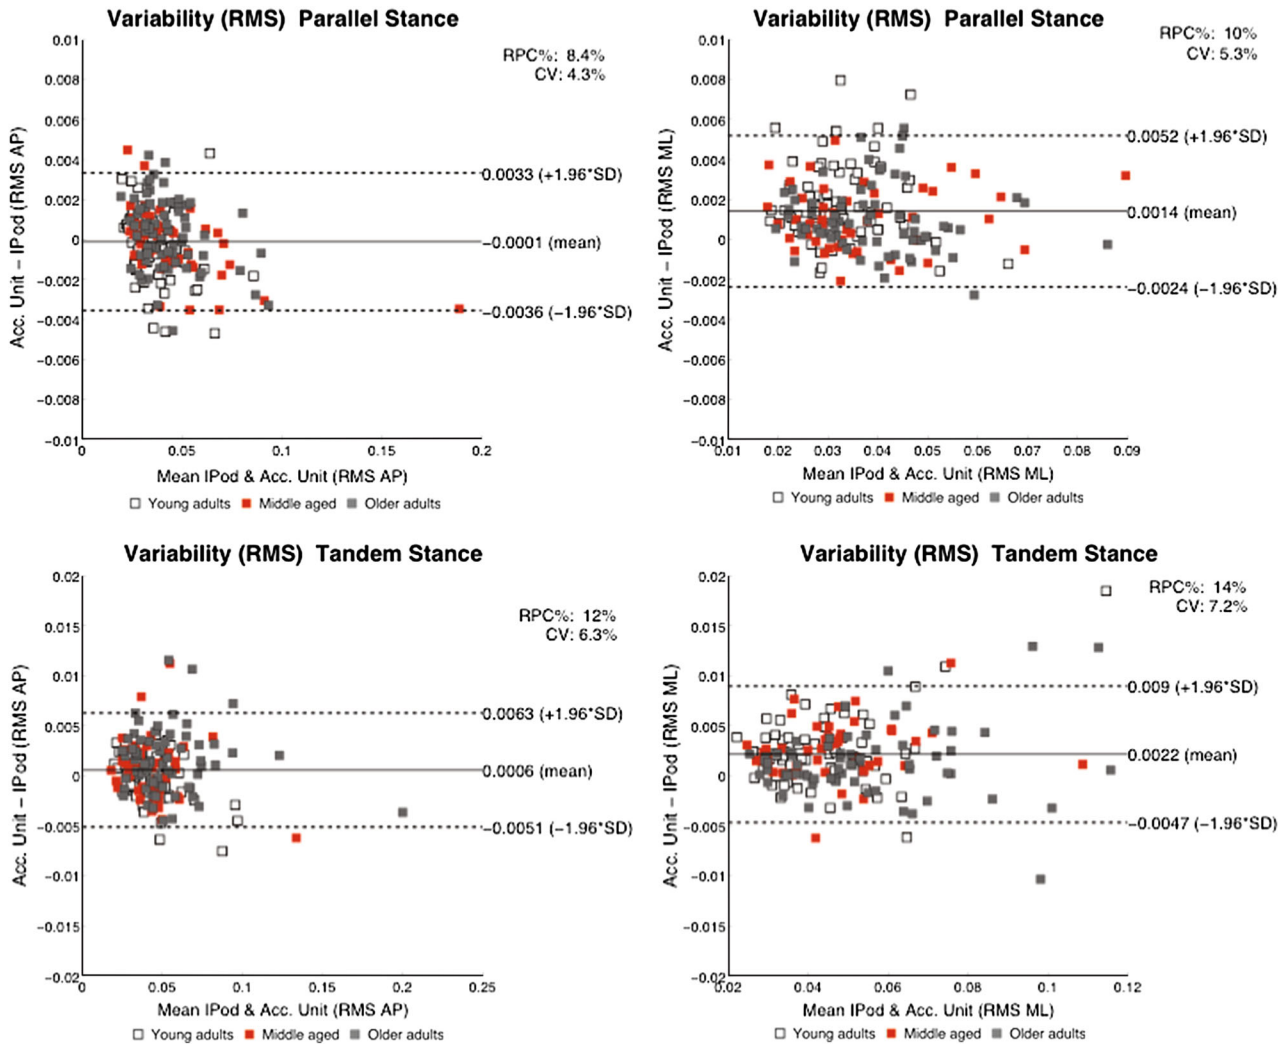 Variability (RMS) Parallel Stance
RPC%: 8.4%
CV: 4.3%
0.01
0.008
0.006
0.004
0.002
0
−0.002
−0.004
−0.006
−0.008
−0.01
Acc. Unit − IPod (RMS AP)
0.0033 (+1.96*SD)
−0.0001 (mean)
−0.0036 (−1.96*SD)
0 0.05 0.1 0.15 0.2
Mean IPod & Acc. Unit (RMS AP)
Young adults Middle aged Older adults
Variability (RMS) Parallel Stance
RPC%: 10%
CV: 5.3%
0.01
0.008
0.006
0.004
0.002
0
−0.002
−0.004
−0.006
−0.008
−0.01
Acc. Unit − IPod (RMS ML)
0.0052 (+1.96*SD)
0.0014 (mean)
−0.0024 (−1.96*SD)
0.01 0.02 0.03 0.04 0.05 0.06 0.07 0.08 0.09
Mean IPod & Acc. Unit (RMS ML)
Young adults Middle aged Older adults
Variability (RMS) Tandem Stance
RPC%: 12%
CV: 6.3%
0.02
0.015
0.01
0.005
0
−0.005
−0.01
−0.015
−0.02
Acc. Unit − IPod (RMS AP)
0.0063 (+1.96*SD)
0.0006 (mean)
−0.0051 (−1.96*SD)
0 0.05 0.1 0.15 0.2 0.25
Mean IPod & Acc. Unit (RMS AP)
Young adults Middle aged Older adults
Variability (RMS) Tandem Stance
RPC%: 14%
CV: 7.2%
0.02
0.015
0.01
0.005
0
−0.005
−0.01
−0.015
−0.02
Acc. Unit − IPod (RMS ML)
0.009 (+1.96*SD)
0.0022 (mean)
−0.0047 (−1.96*SD)
0.02 0.04 0.06 0.08 0.1 0.12
Mean IPod & Acc. Unit (RMS ML)
Young adults Middle aged Older adults